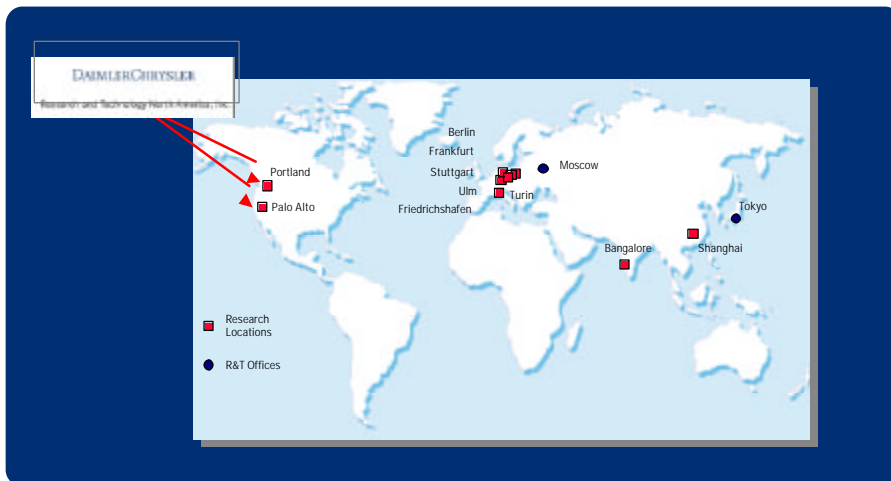 DAIMLERCHRYSLER
Research and Technology North America, Inc.
Berlin
Frankfurt
Portland
Stuttgart
Moscow
Ulm
Turin
Palo Alto
Friedrichshafen
Tokyo
Bangalore
Shanghai
Research
Locations
R&T Offices